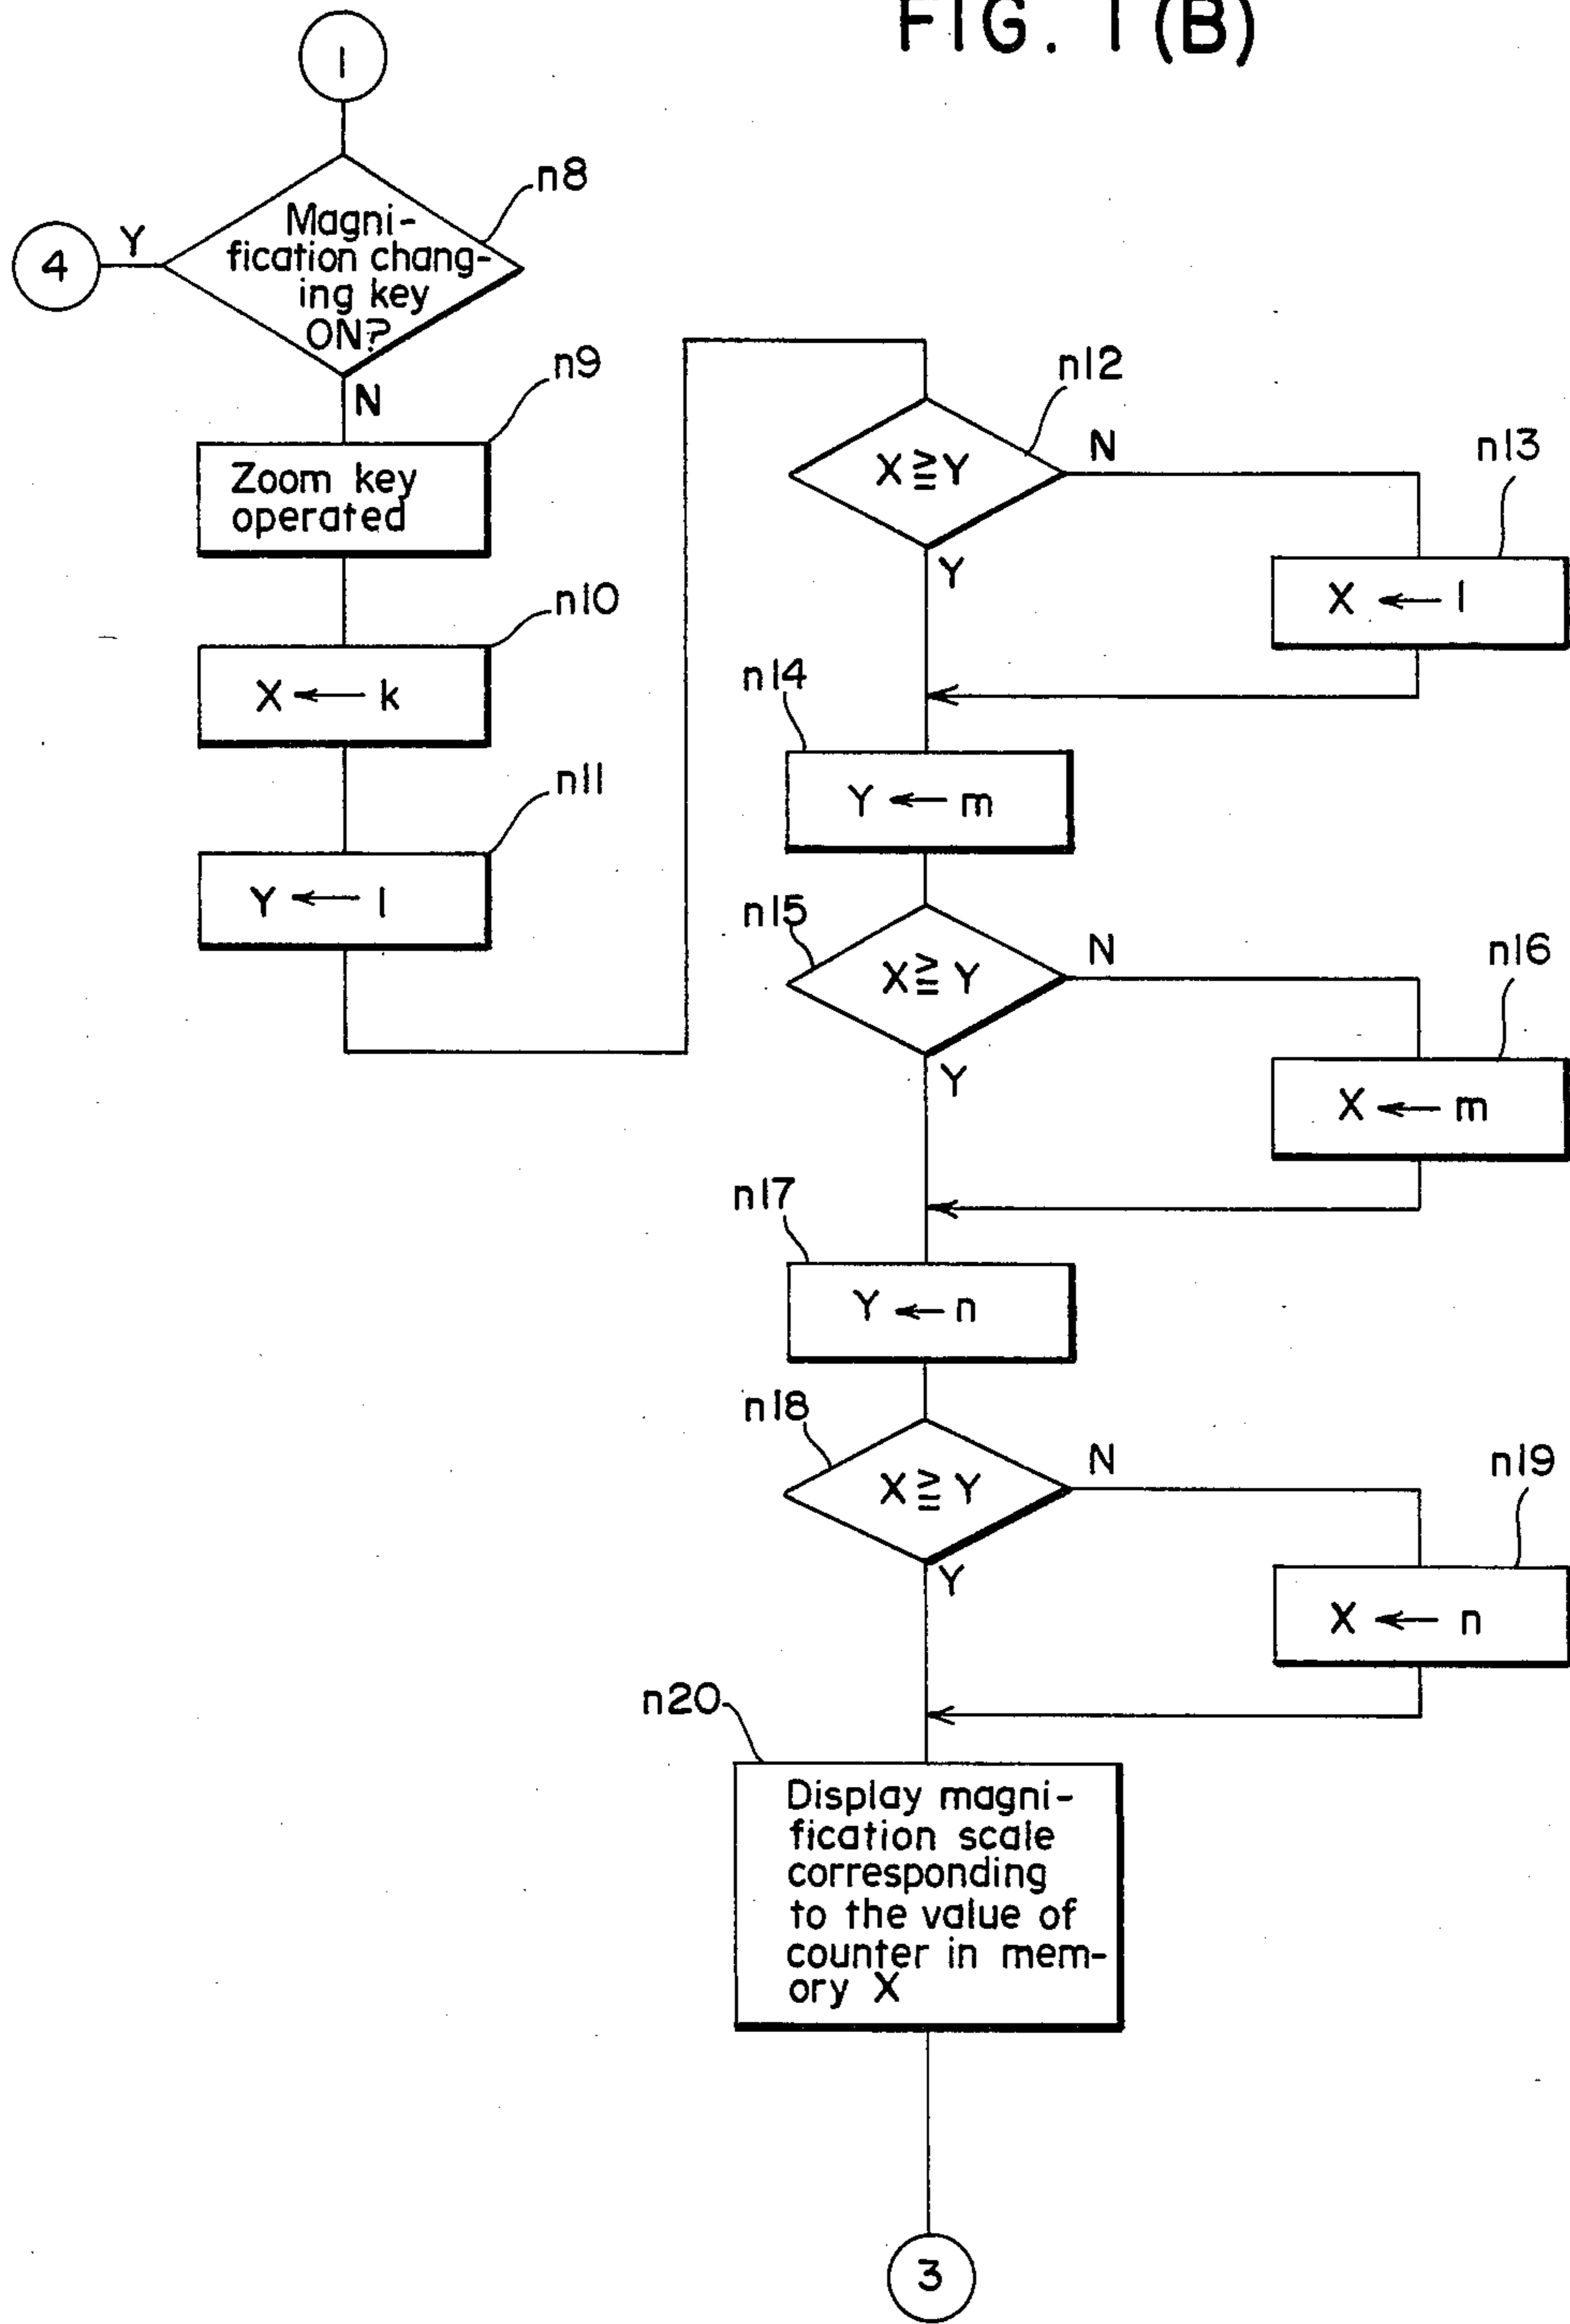 FIG. 1 (B)
1
n8
Magni-
fication chang-
ing key
ON?
Y
4
N
n9
Zoom key
operated
n10
X ← k
n11
Y ← l
n12
X ≧ Y
N
n13
X ← l
Y
n14
Y ← m
n15
X ≧ Y
N
n16
X ← m
Y
n17
Y ← n
n18
X ≧ Y
N
n19
X ← n
Y
n20
Display magni-
fication scale
corresponding
to the value of
counter in mem-
ory X
3